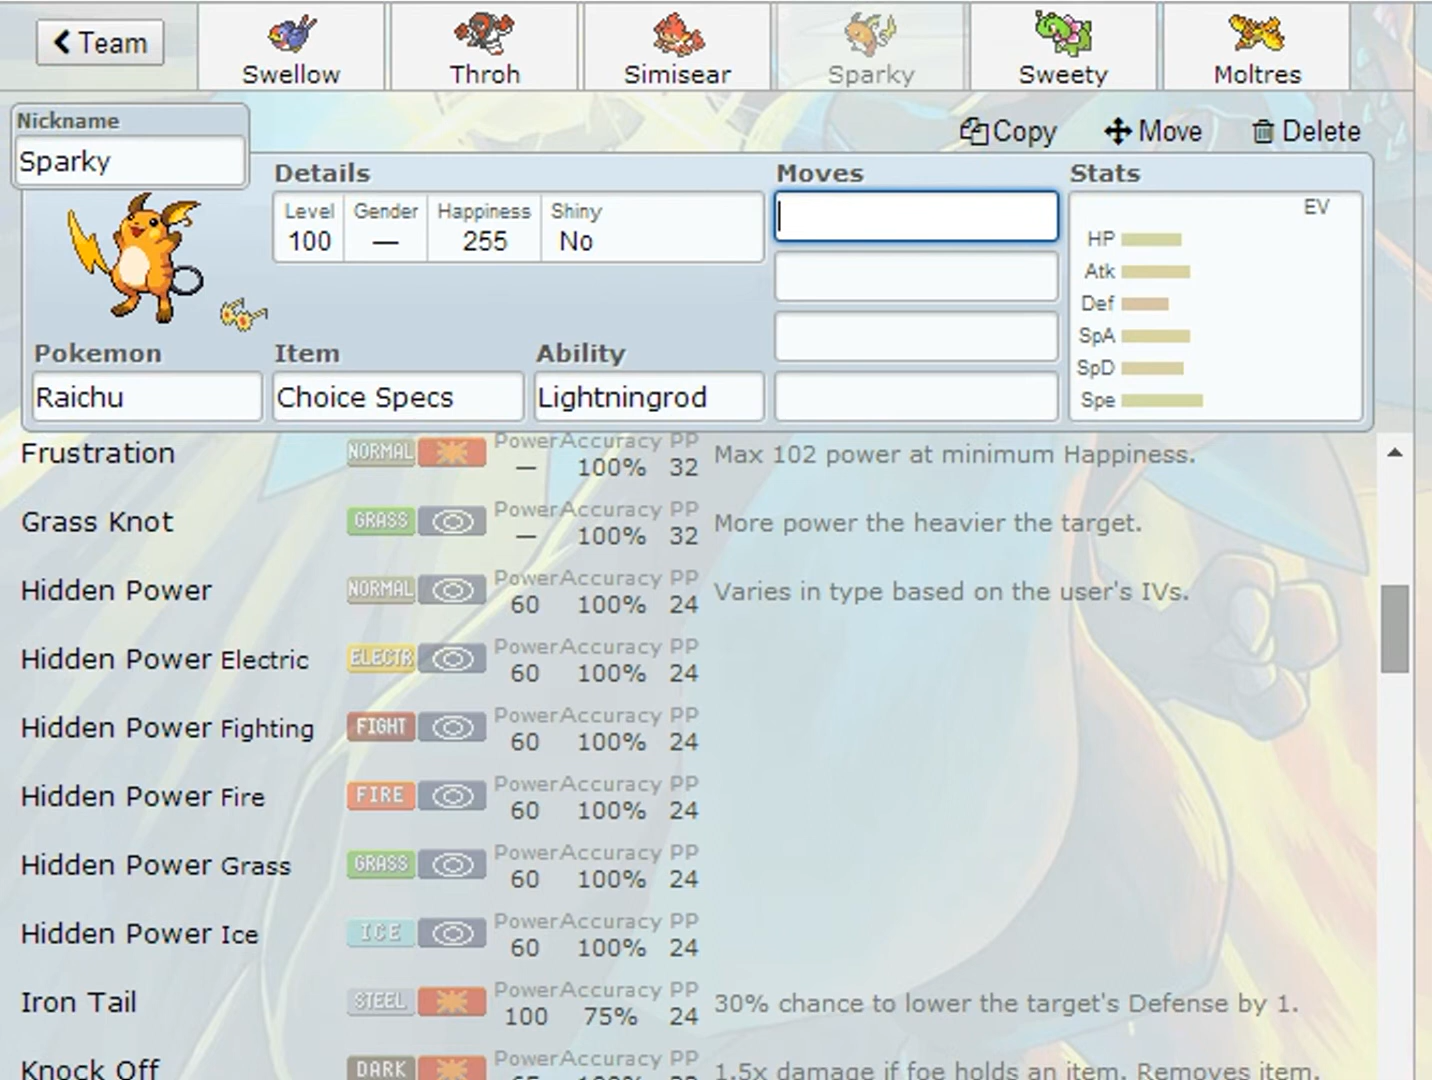 Team
Swellow
Throh
Simisear
Sparky
Sweety
Moltres
Nickname
Sparky
Copy
Move
Delete
Details
Moves
Stats
Level
Gender
Happiness
Shiny
100
—
255
No
EV
HP
Atk
Def
SpA
SpD
Spe
Pokemon
Item
Ability
Raichu
Choice Specs
Lightningrod
Frustration NORMAL Power Accuracy PP
— 100% 32 Max 102 power at minimum Happiness.
Grass Knot GRASS Power Accuracy PP
— 100% 32 More power the heavier the target.
Hidden Power NORMAL Power Accuracy PP
60 100% 24 Varies in type based on the user's IVs.
Hidden Power Electric ELECTR Power Accuracy PP
60 100% 24
Hidden Power Fighting FIGHT Power Accuracy PP
60 100% 24
Hidden Power Fire FIRE Power Accuracy PP
60 100% 24
Hidden Power Grass GRASS Power Accuracy PP
60 100% 24
Hidden Power Ice ICE Power Accuracy PP
60 100% 24
Iron Tail STEEL Power Accuracy PP
100 75% 24 30% chance to lower the target's Defense by 1.
Knock Off DARK Power Accuracy PP
1.5x damage if foe holds an item. Removes item.